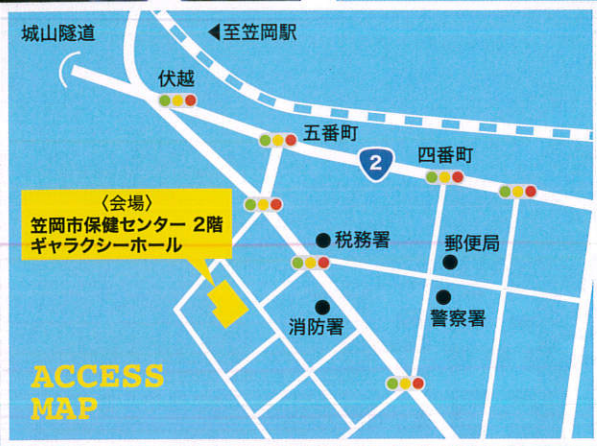 城山隧道
◀至笠岡駅
伏越
五番町
2
四番町
〈会場〉
笠岡市保健センター 2階
ギャラクシーホール
税務署
郵便局
消防署
警察署
ACCESS
MAP